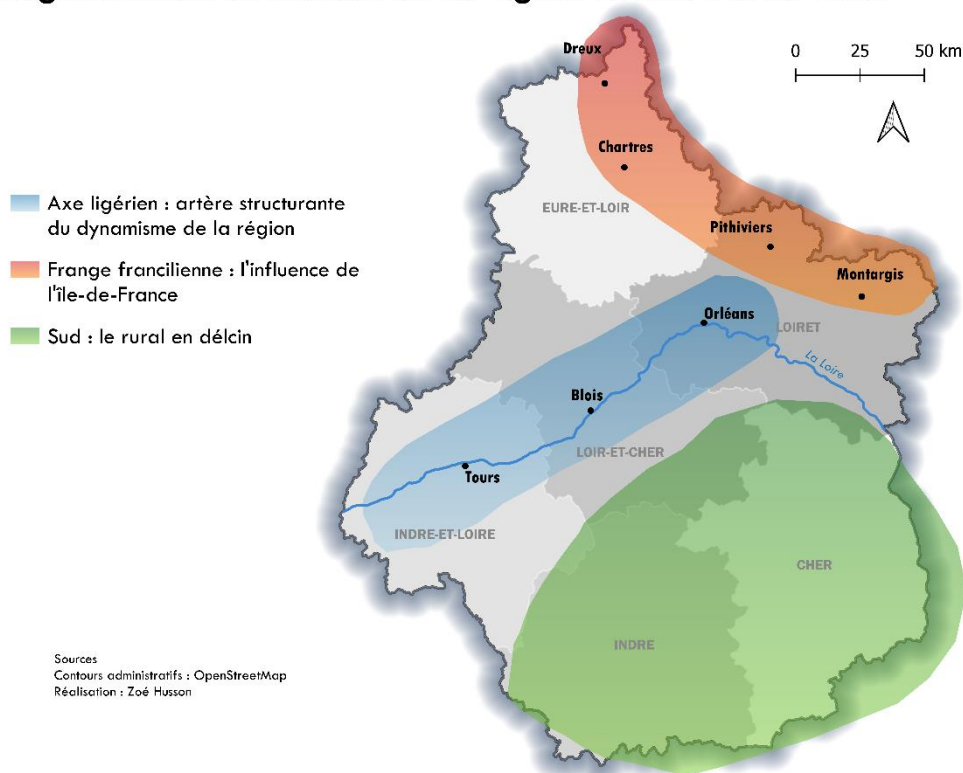 Dreux
0 25 50 km
Chartres
EURE-ET-LOIR
Pithiviers
Montargis
Axe ligérien : artère structurante
du dynamisme de la région
Frange francilienne : l'influence de
l'île-de-France
Sud : le rural en délcin
Orléans
LOIRET
La Loire
Blois
LOIR-ET-CHER
Tours
INDRE-ET-LOIRE
CHER
INDRE
Sources
Contours administratifs : OpenStreetMap
Réalisation : Zoé Husson